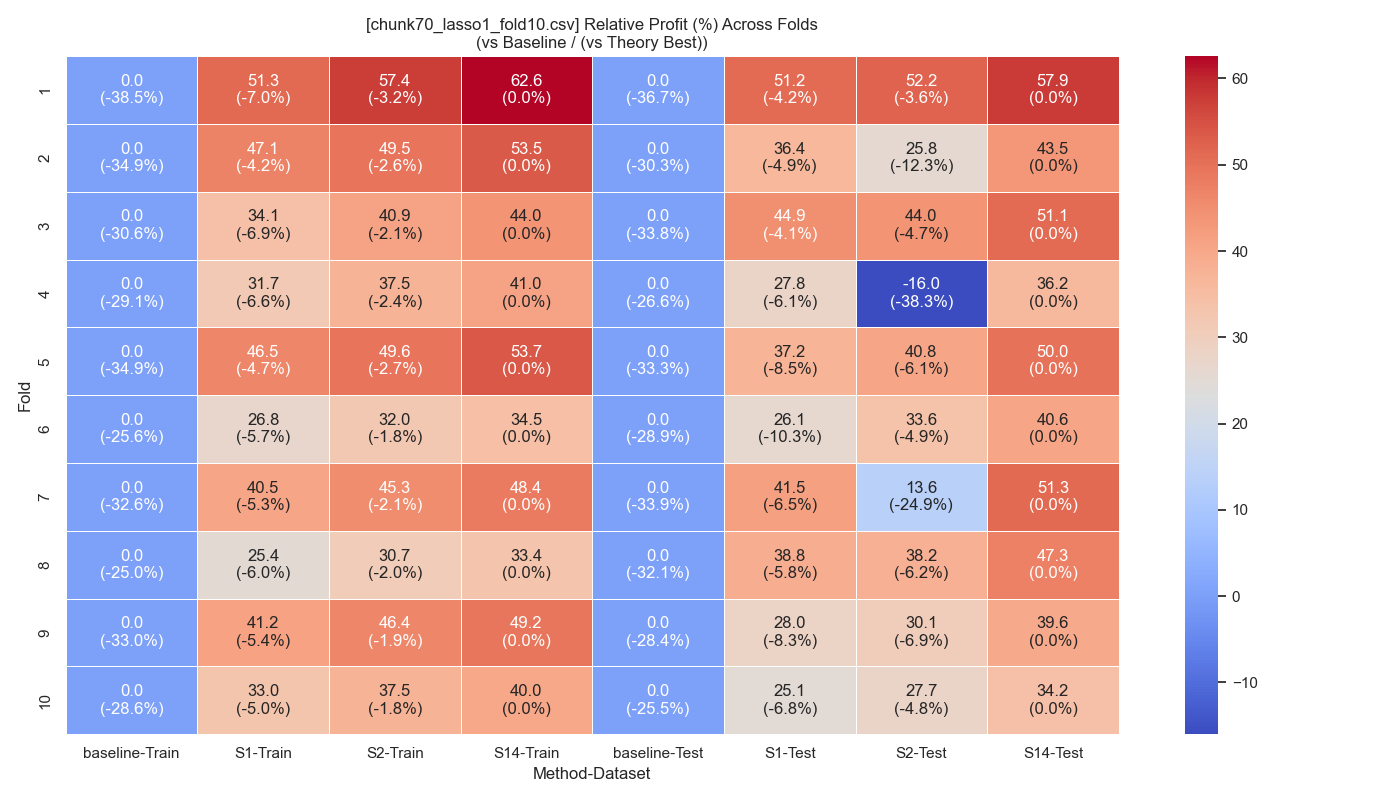 [chunk70_lasso1_fold10.csv] Relative Profit (%) Across Folds
(vs Baseline / (vs Theory Best))
Fold
1
0.0 51.3 57.4 62.6 0.0 51.2 52.2 57.9
(-38.5%) (-7.0%) (-3.2%) (0.0%) (-36.7%) (-4.2%) (-3.6%) (0.0%)
2
0.0 47.1 49.5 53.5 0.0 36.4 25.8 43.5
(-34.9%) (-4.2%) (-2.6%) (0.0%) (-30.3%) (-4.9%) (-12.3%) (0.0%)
3
0.0 34.1 40.9 44.0 0.0 44.9 44.0 51.1
(-30.6%) (-6.9%) (-2.1%) (0.0%) (-33.8%) (-4.1%) (-4.7%) (0.0%)
4
0.0 31.7 37.5 41.0 0.0 27.8 -16.0 36.2
(-29.1%) (-6.6%) (-2.4%) (0.0%) (-26.6%) (-6.1%) (-38.3%) (0.0%)
5
0.0 46.5 49.6 53.7 0.0 37.2 40.8 50.0
(-34.9%) (-4.7%) (-2.7%) (0.0%) (-33.3%) (-8.5%) (-6.1%) (0.0%)
6
0.0 26.8 32.0 34.5 0.0 26.1 33.6 40.6
(-25.6%) (-5.7%) (-1.8%) (0.0%) (-28.9%) (-10.3%) (-4.9%) (0.0%)
7
0.0 40.5 45.3 48.4 0.0 41.5 13.6 51.3
(-32.6%) (-5.3%) (-2.1%) (0.0%) (-33.9%) (-6.5%) (-24.9%) (0.0%)
8
0.0 25.4 30.7 33.4 0.0 38.8 38.2 47.3
(-25.0%) (-6.0%) (-2.0%) (0.0%) (-32.1%) (-5.8%) (-6.2%) (0.0%)
9
0.0 41.2 46.4 49.2 0.0 28.0 30.1 39.6
(-33.0%) (-5.4%) (-1.9%) (0.0%) (-28.4%) (-8.3%) (-6.9%) (0.0%)
10
0.0 33.0 37.5 40.0 0.0 25.1 27.7 34.2
(-28.6%) (-5.0%) (-1.8%) (0.0%) (-25.5%) (-6.8%) (-4.8%) (0.0%)
baseline-Train S1-Train S2-Train S14-Train baseline-Test S1-Test S2-Test S14-Test
Method-Dataset
60
50
40
30
20
10
0
−10